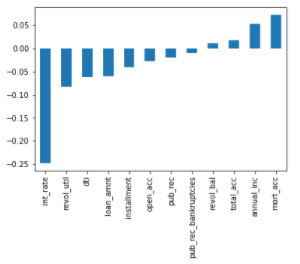 0.05
0.00
−0.05
−0.10
−0.15
−0.20
−0.25
int_rate
revol_util
dti
loan_amnt
installment
open_acc
pub_rec
pub_rec_bankruptcies
revol_bal
total_acc
annual_inc
mort_acc